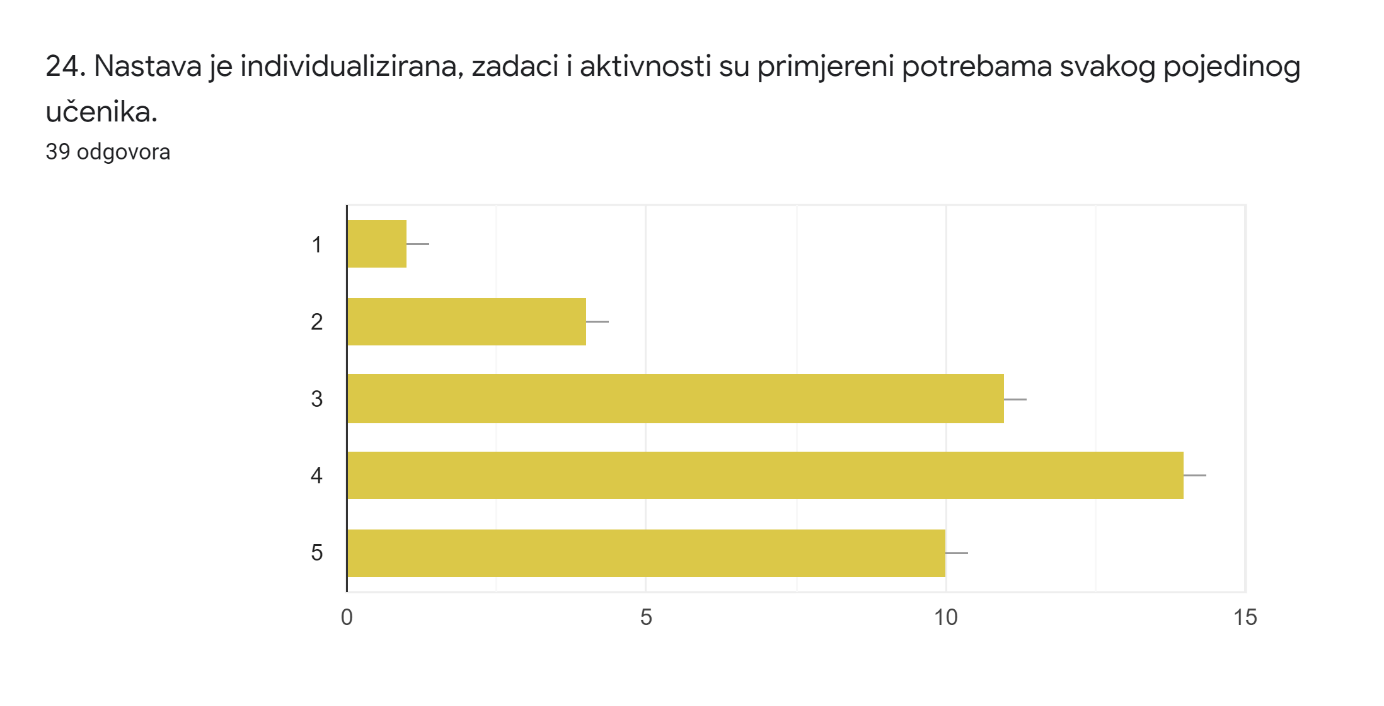 24. Nastava je individualizirana, zadaci i aktivnosti su primjereni potrebama svakog pojedinog
učenika.
39 odgovora
1
2
3
4
5
0 5 10 15